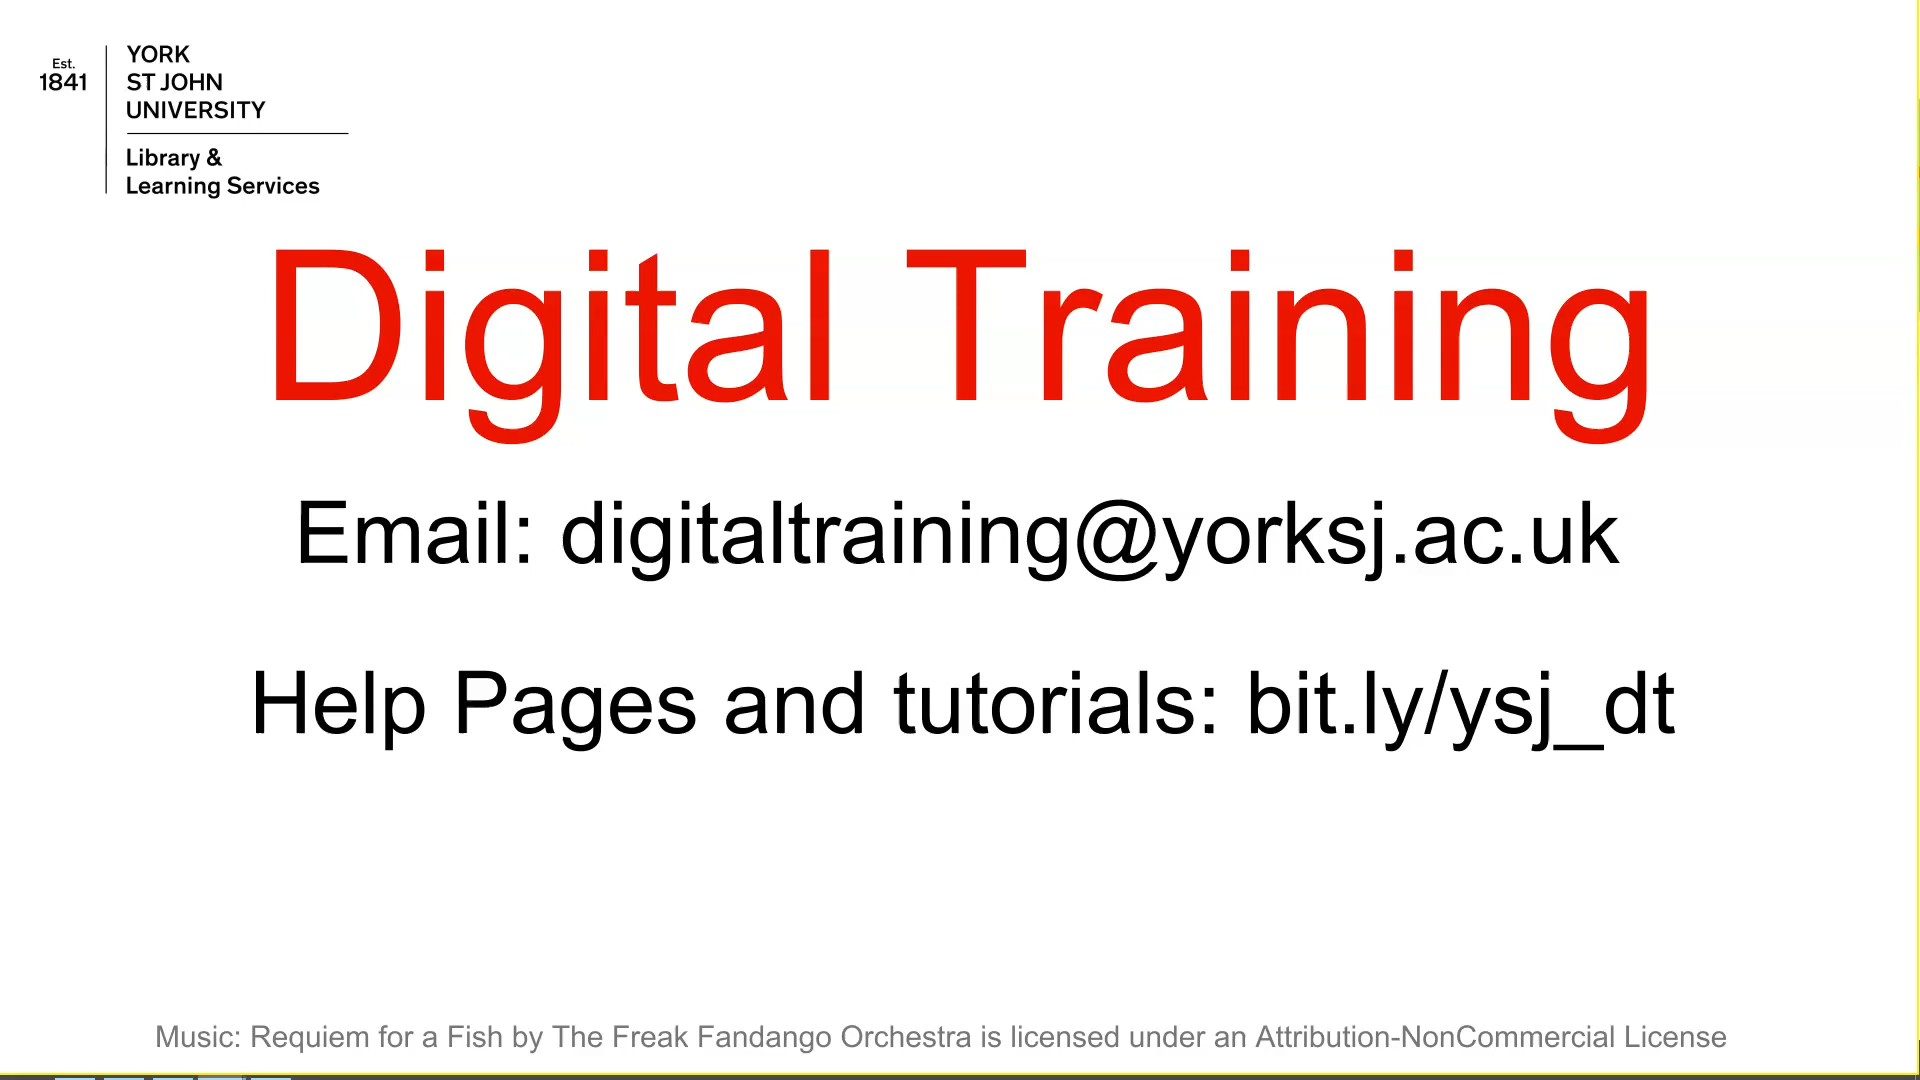 Est.
1841
YORK
ST JOHN
UNIVERSITY
Library &
Learning Services
Digital Training
Email: digitaltraining@yorksj.ac.uk
Help Pages and tutorials: bit.ly/ysj_dt
Music: Requiem for a Fish by The Freak Fandango Orchestra is licensed under an Attribution-NonCommercial License